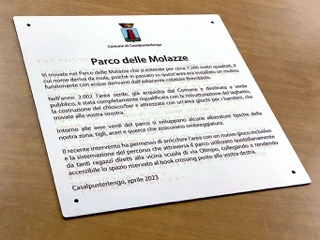 Comune di Casalpusterlengo
Parco delle Molazze
Vi trovate nel Parco delle Molazze che si estende per circa 7.200 metri quadrati, il
cui nome deriva da mola, poiché in passato in quest'area era installato un mulino
funzionante con acque derivanti dall'adiacente colatore Brembiolo.
Nell'anno 2.002 l'area verde, già acquisita dal Comune e destinata a verde
pubblico, è stata completamente riqualificata con la ristrutturazione del laghetto,
la costruzione del chiosco/bar e attrezzata con un'area giochi per i bambini, che
trovate alla vostra sinistra.
Intorno alle aree verdi del parco si sviluppano alcune alberature tipiche della
nostra zona: tigli, aceri e querce che assicurano ombreggiatura.
Il recente intervento ha permesso di arricchire l'area con un nuovo gioco inclusivo
e la sistemazione del percorso che attraversa il parco utilizzato quotidianamente
da tanti ragazzi diretti alla vicina scuola di via Olimpo, collegando e rendendo
accessibile lo spazio riservato al book crossing posto alla vostra destra.
Casalpusterlengo, aprile 2023